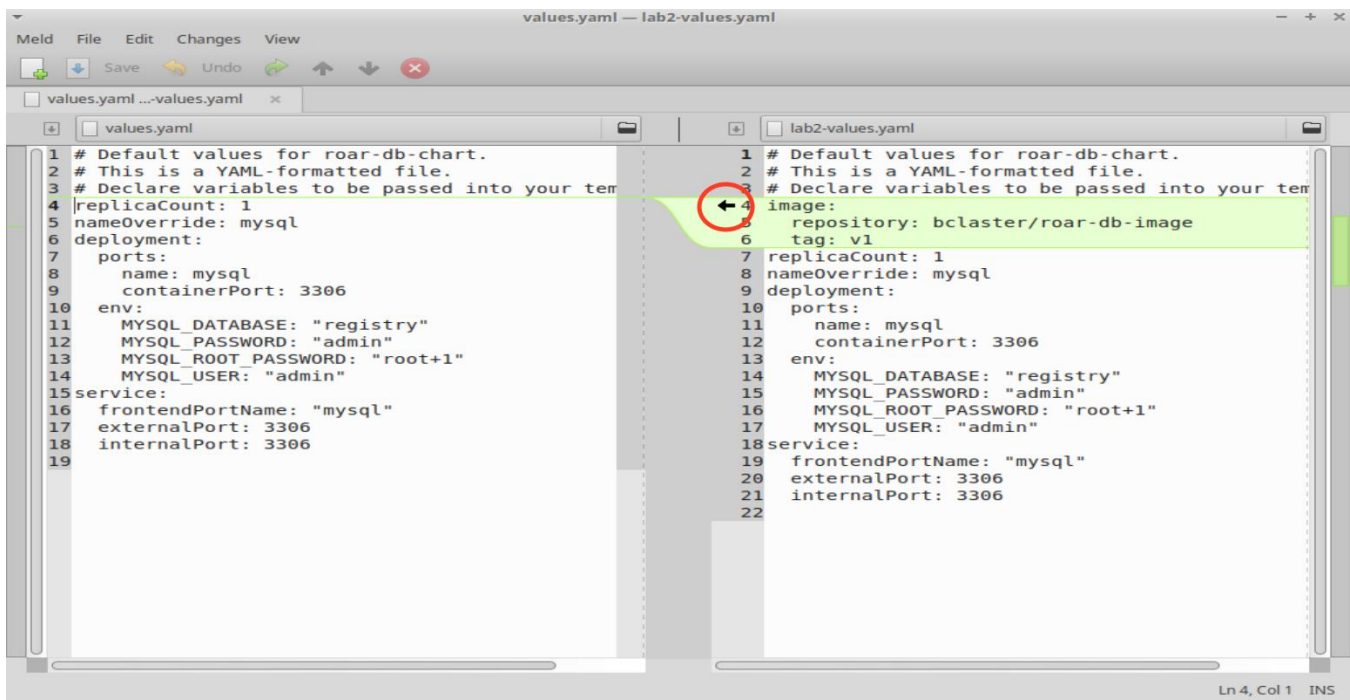 values.yaml — lab2-values.yaml
Meld File Edit Changes View
Save Undo
values.yaml ...-values.yaml
values.yaml
1 # Default values for roar-db-chart.
2 # This is a YAML-formatted file.
3 # Declare variables to be passed into your tem
4 replicaCount: 1
5 nameOverride: mysql
6 deployment:
7   ports:
8     name: mysql
9     containerPort: 3306
10   env:
11     MYSQL_DATABASE: "registry"
12     MYSQL_PASSWORD: "admin"
13     MYSQL_ROOT_PASSWORD: "root+1"
14     MYSQL_USER: "admin"
15 service:
16   frontendPortName: "mysql"
17   externalPort: 3306
18   internalPort: 3306
19
lab2-values.yaml
1 # Default values for roar-db-chart.
2 # This is a YAML-formatted file.
3 # Declare variables to be passed into your tem
4 image:
5   repository: bclaster/roar-db-image
6   tag: v1
7 replicaCount: 1
8 nameOverride: mysql
9 deployment:
10   ports:
11     name: mysql
12     containerPort: 3306
13   env:
14     MYSQL_DATABASE: "registry"
15     MYSQL_PASSWORD: "admin"
16     MYSQL_ROOT_PASSWORD: "root+1"
17     MYSQL_USER: "admin"
18 service:
19   frontendPortName: "mysql"
20   externalPort: 3306
21   internalPort: 3306
22
Ln 4, Col 1 INS